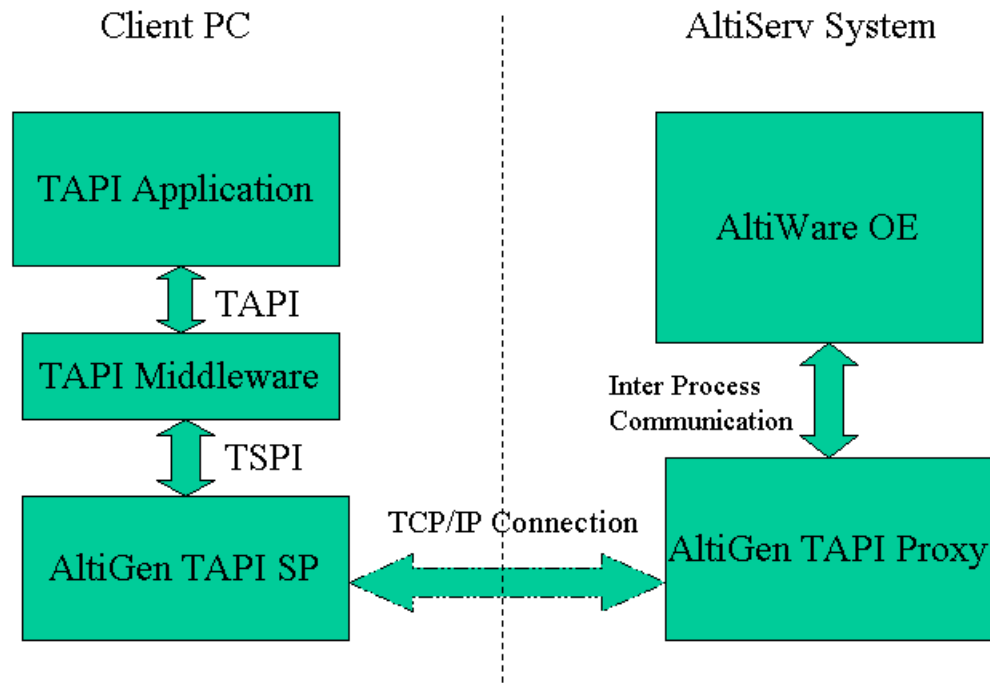 Client PC
AltiServ System
TAPI Application
AltiWare OE
TAPI
TAPI Middleware
Inter Process
Communication
TSPI
TCP/IP Connection
AltiGen TAPI SP
AltiGen TAPI Proxy